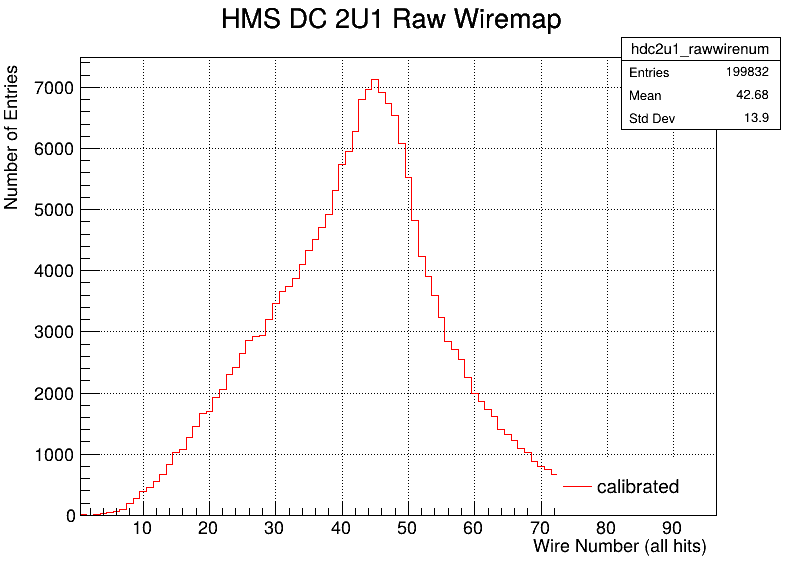 HMS DC 2U1 Raw Wiremap
hdc2u1_rawwirenum
Entries 199832
Mean 42.68
Std Dev 13.9
Number of Entries
7000
6000
5000
4000
3000
2000
1000
0
10 20 30 40 50 60 70 80 90
calibrated
Wire Number (all hits)